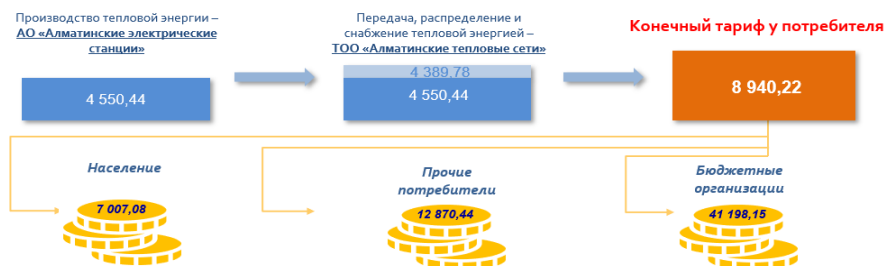 Производство тепловой энергии –
АО «Алматинские электрические
станции»
4 550,44
Передача, распределение и
снабжение тепловой энергией –
ТОО «Алматинские тепловые сети»
4 389,78
4 550,44
Конечный тариф у потребителя
8 940,22
Население
7 007,08
Прочие
потребители
12 870,44
Бюджетные
организации
41 198,15